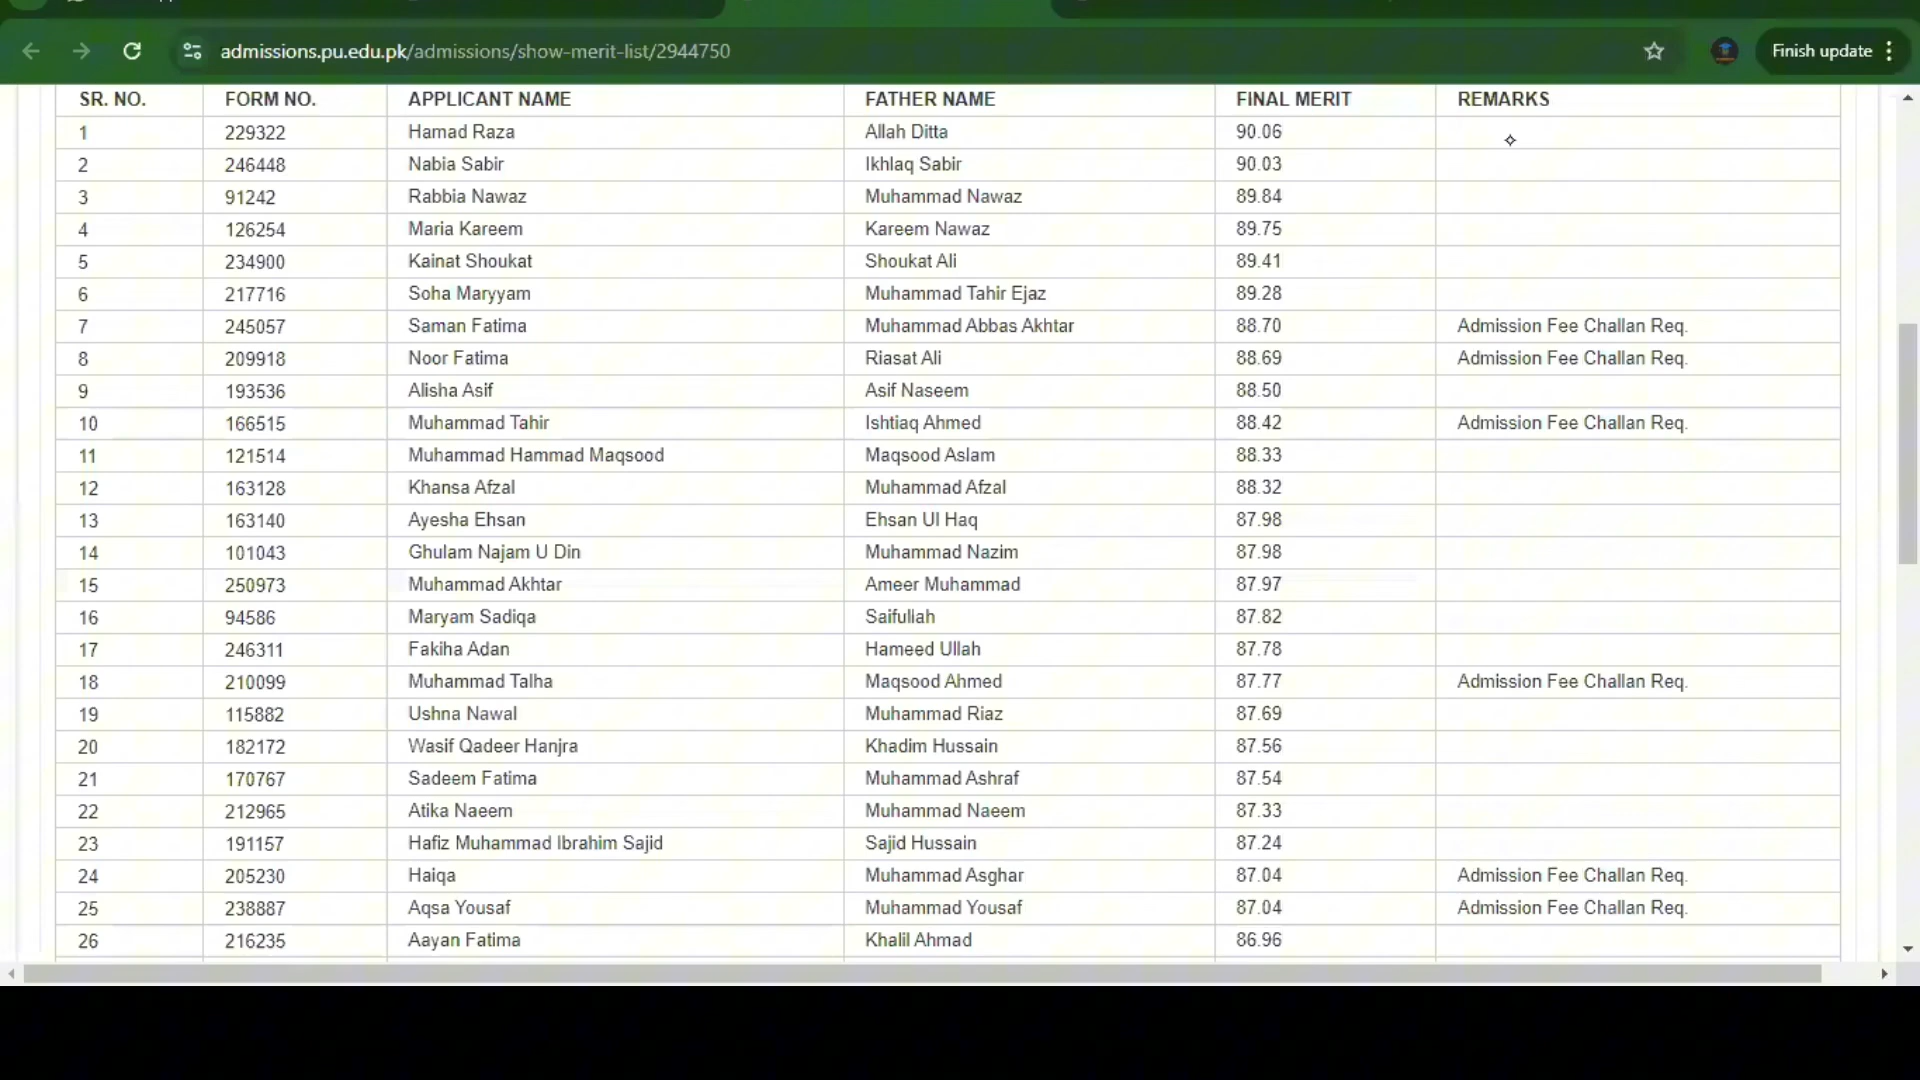 admissions.pu.edu.pk/admissions/show-merit-list/2944750 Finish update
SR. NO. FORM NO. APPLICANT NAME FATHER NAME FINAL MERIT REMARKS
1 229322 Hamad Raza Allah Ditta 90.06
2 246448 Nabia Sabir Ikhlaq Sabir 90.03
3 91242 Rabbia Nawaz Muhammad Nawaz 89.84
4 126254 Maria Kareem Kareem Nawaz 89.75
5 234900 Kainat Shoukat Shoukat Ali 89.41
6 217716 Soha Maryyam Muhammad Tahir Ejaz 89.28
7 245057 Saman Fatima Muhammad Abbas Akhtar 88.70 Admission Fee Challan Req.
8 209918 Noor Fatima Riasat Ali 88.69 Admission Fee Challan Req.
9 193536 Alisha Asif Asif Naseem 88.50
10 166515 Muhammad Tahir Ishtiaq Ahmed 88.42 Admission Fee Challan Req.
11 121514 Muhammad Hammad Maqsood Maqsood Aslam 88.33
12 163128 Khansa Afzal Muhammad Afzal 88.32
13 163140 Ayesha Ehsan Ehsan Ul Haq 87.98
14 101043 Ghulam Najam U Din Muhammad Nazim 87.98
15 250973 Muhammad Akhtar Ameer Muhammad 87.97
16 94586 Maryam Sadiqa Saifullah 87.82
17 246311 Fakiha Adan Hameed Ullah 87.78
18 210099 Muhammad Talha Maqsood Ahmed 87.77 Admission Fee Challan Req.
19 115882 Ushna Nawal Muhammad Riaz 87.69
20 182172 Wasif Qadeer Hanjra Khadim Hussain 87.56
21 170767 Sadeem Fatima Muhammad Ashraf 87.54
22 212965 Atika Naeem Muhammad Naeem 87.33
23 191157 Hafiz Muhammad Ibrahim Sajid Sajid Hussain 87.24
24 205230 Haiqa Muhammad Asghar 87.04 Admission Fee Challan Req.
25 238887 Aqsa Yousaf Muhammad Yousaf 87.04 Admission Fee Challan Req.
26 216235 Aayan Fatima Khalil Ahmad 86.96